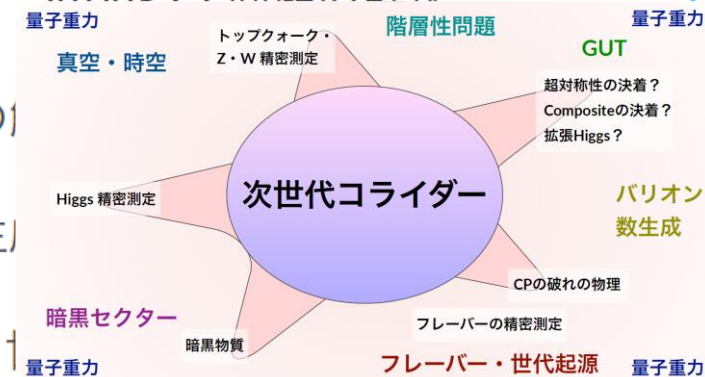 量子重力
階層性問題
量子重力
トップクォーク・
Z・W 精密測定
真空・時空
GUT
超対称性の決着？
Compositeの決着？
拡張Higgs？
次世代コライダー
Higgs 精密測定
バリオン
数生成
CPの破れの物理
暗黒セクター
フレーバーの精密測定
暗黒物質
量子重力
フレーバー・世代起源
量子重力